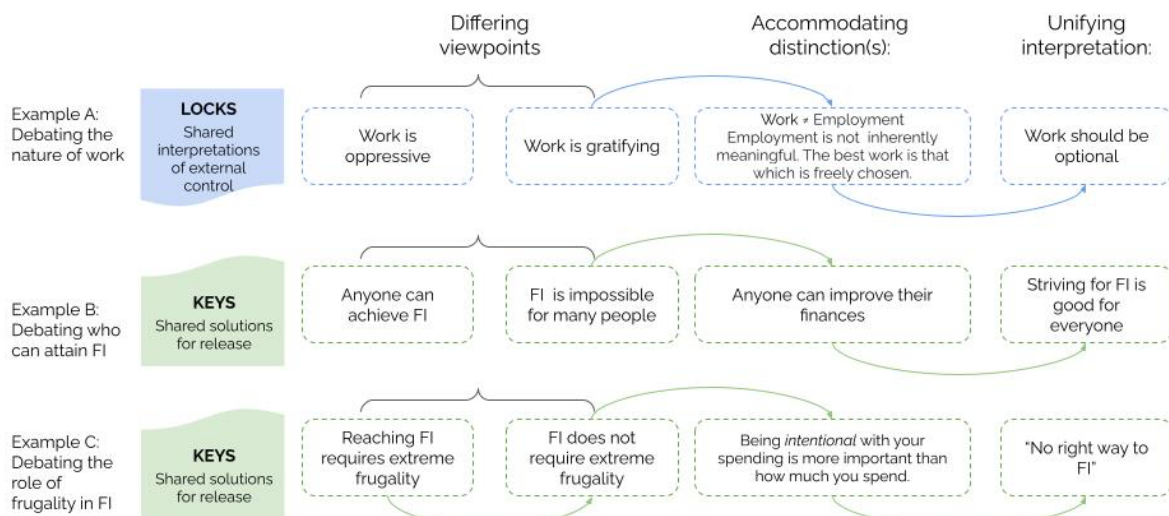 Differing
viewpoints
Accommodating
distinction(s):
Unifying
interpretation:
Example A:
Debating the
nature of work
LOCKS
Shared
interpretations
of external
control
Work is
oppressive
Work is gratifying
Work ≠ Employment
Employment is not inherently
meaningful. The best work is that
which is freely chosen.
Work should be
optional
Example B:
Debating who
can attain FI
KEYS
Shared solutions
for release
Anyone can
achieve FI
FI is impossible
for many people
Anyone can improve their
finances
Striving for FI is
good for
everyone
Example C:
Debating the
role of
frugality in FI
KEYS
Shared solutions
for release
Reaching FI
requires extreme
frugality
FI does not
require extreme
frugality
Being intentional with your
spending is more important than
how much you spend.
“No right way to
FI”